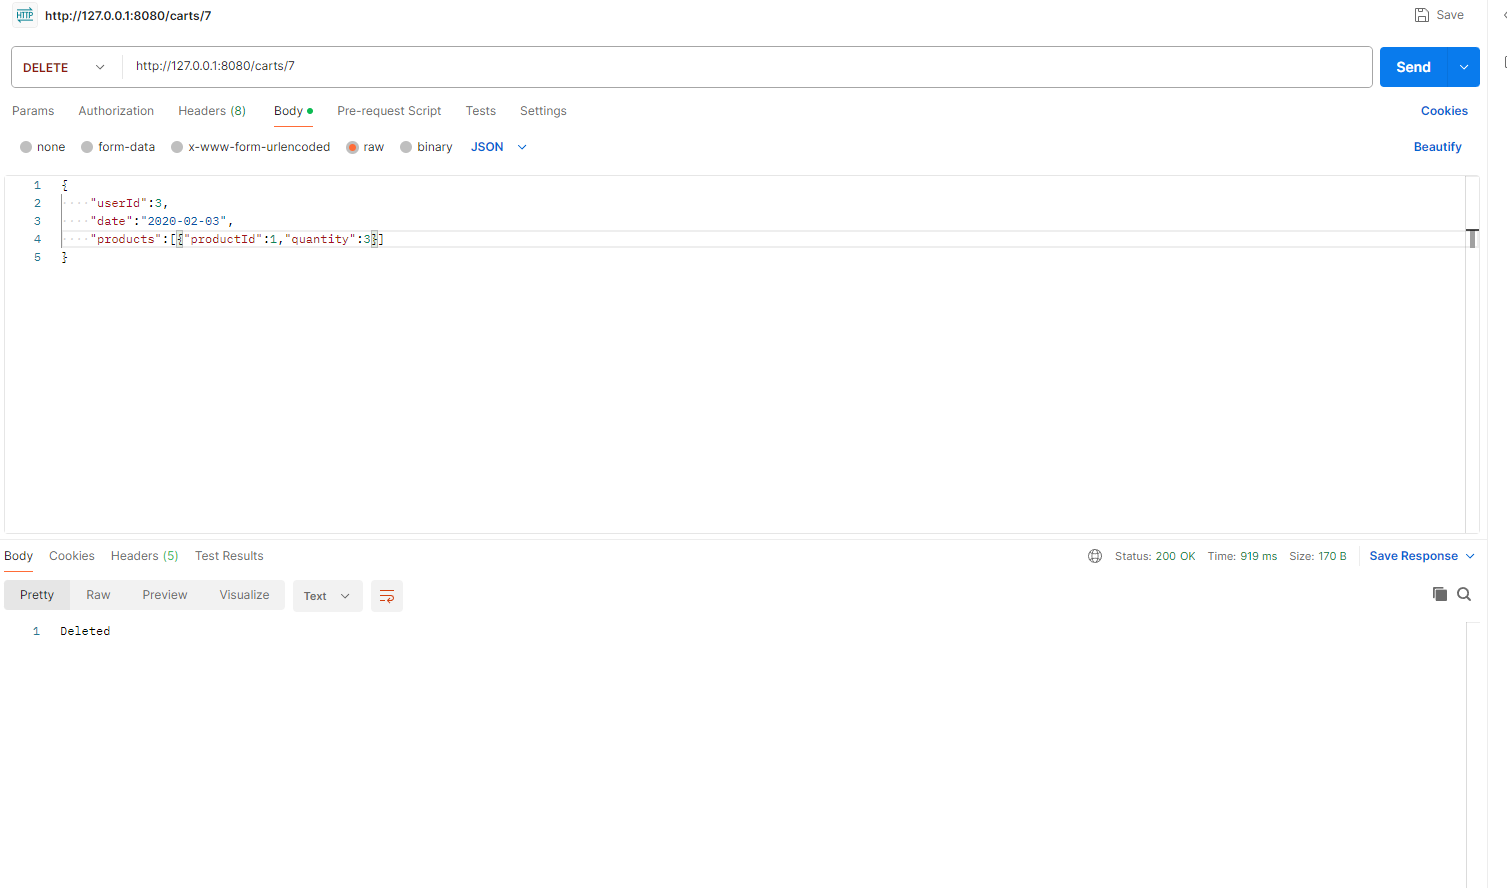 HTTP http://127.0.0.1:8080/carts/7 Save
DELETE http://127.0.0.1:8080/carts/7 Send
Params Authorization Headers (8) Body Pre-request Script Tests Settings Cookies
none form-data x-www-form-urlencoded raw binary JSON Beautify
1 {
2 "userId":3,
3 "date":"2020-02-03",
4 "products":[{"productId":1,"quantity":3}]
5 }
Body Cookies Headers (5) Test Results Status: 200 OK Time: 919 ms Size: 170 B Save Response
Pretty Raw Preview Visualize Text
1 Deleted